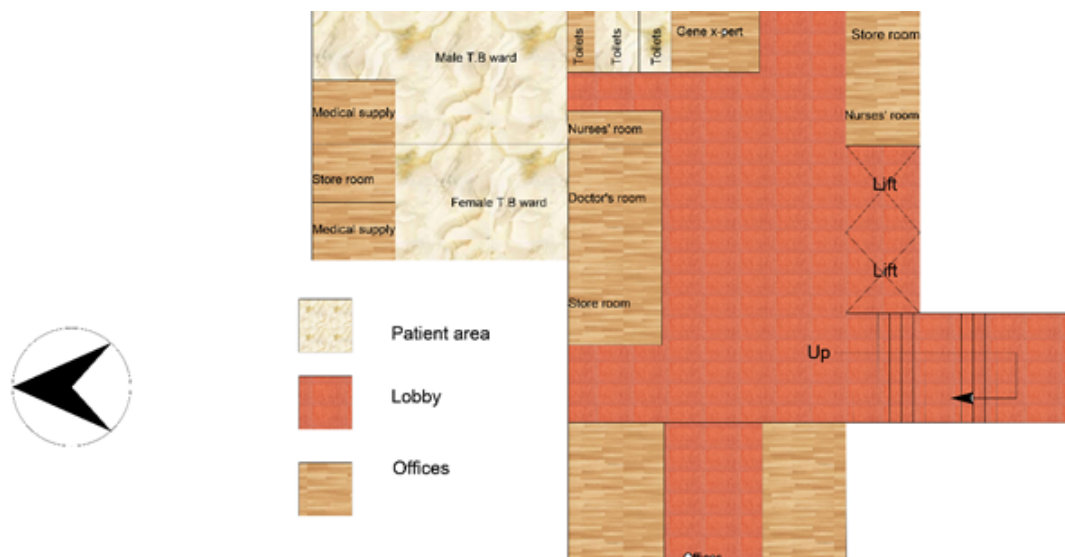 Male T.B ward
Toilets
Toilets
Toilets
Gene x-pert
Store room
Medical supply
Nurses' room
Nurses' room
Store room
Doctor's room
Lift
Female T.B ward
Medical supply
Lift
Store room
Patient area
Up
Lobby
Offices
Offices